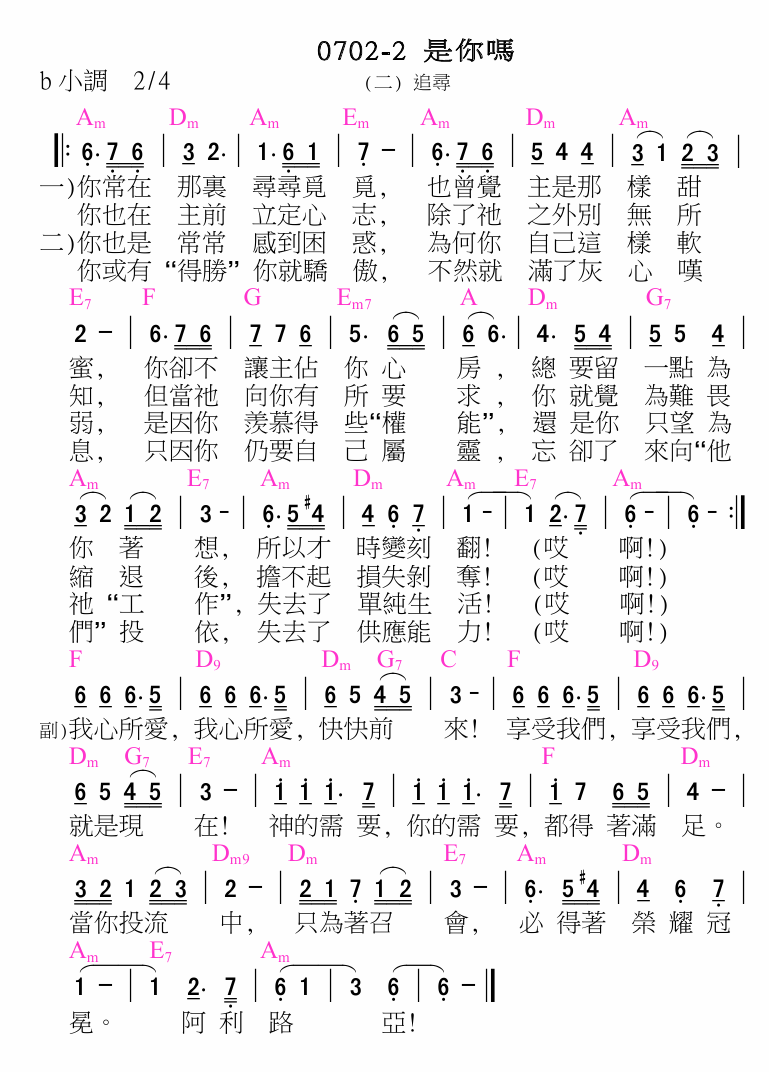 0702-2 是你嗎
b 小調 2/4
(二) 追尋
Am Dm Am Em Am Dm Am
‖: 6. 7 6 | 3 2. | 1. 6 1 | 7 – | 6. 7 6 | 5 4 4 | 3 1 2 3 |
一)你常在 那裏 尋尋覓 覓, 也曾覺 主是那 樣 甜
你也在 主前 立定心 志, 除了祂 之外別 無 所
二)你也是 常常 感到困 惑, 為何你 自己這 樣 軟
你或有 “得勝” 你就驕 傲, 不然就 滿了灰 心 嘆
E7 F G Em7 A Dm G7
2 – | 6. 7 6 | 7 7 6 | 5. 6 5 | 6 6. | 4. 5 4 | 5 5 4 |
蜜, 你卻不 讓主佔 你 心 房, 總 要留 一點 為
知, 但當祂 向你有 所 要 求, 你 就覺 為難 畏
弱, 是因你 羨慕得 些“權 能”, 還 是你 只望 為
息, 只因你 仍要自 己 屬 靈, 忘 卻了 來向“他
Am E7 Am Dm Am E7 Am
3 2 1 2 | 3 – | 6. 5 #4 | 4 6 7 | 1 – | 1 2. 7 | 6 – | 6 – :‖
你 著 想, 所以才 時變刻 翻! (哎 啊!)
縮 退 後, 擔不起 損失剝 奪! (哎 啊!)
祂 “工 作”, 失去了 單純生 活! (哎 啊!)
們” 投 依, 失去了 供應能 力! (哎 啊!)
F D9 Dm G7 C F D9
6 6 6. 5 | 6 6 6. 5 | 6 5 4 5 | 3 – | 6 6 6. 5 | 6 6 6. 5 |
副)我心所愛, 我心所愛, 快快前 來! 享受我們, 享受我們,
Dm G7 E7 Am F Dm
6 5 4 5 | 3 – | 1 1 1. 7 | 1 1 1. 7 | 1 7 6 5 | 4 – |
就是現 在! 神的需 要, 你的需 要, 都得 著滿 足。
Am Dm9 Dm E7 Am Dm
3 2 1 2 3 | 2 – | 2 1 7 1 2 | 3 – | 6. 5 #4 | 4 6 7 |
當你投流 中, 只為著召 會, 必 得著 榮 耀 冠
Am E7 Am
1 – | 1 2. 7 | 6 1 | 3 6 | 6 – ‖
冕。 阿 利 路 亞!